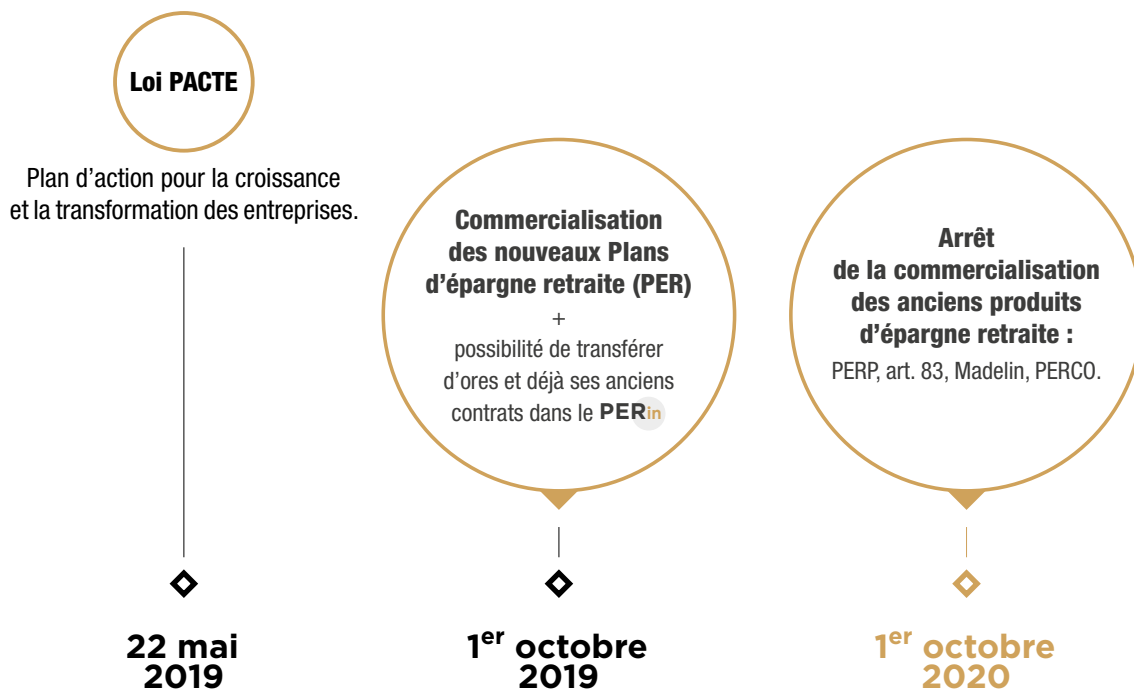 Loi PACTE
Plan d'action pour la croissance
et la transformation des entreprises.
22 mai
2019
Commercialisation
des nouveaux Plans
d'épargne retraite (PER)
+
possibilité de transférer
d'ores et déjà ses anciens
contrats dans le PERin
1er octobre
2019
Arrêt
de la commercialisation
des anciens produits
d'épargne retraite :
PERP, art. 83, Madelin, PERCO.
1er octobre
2020